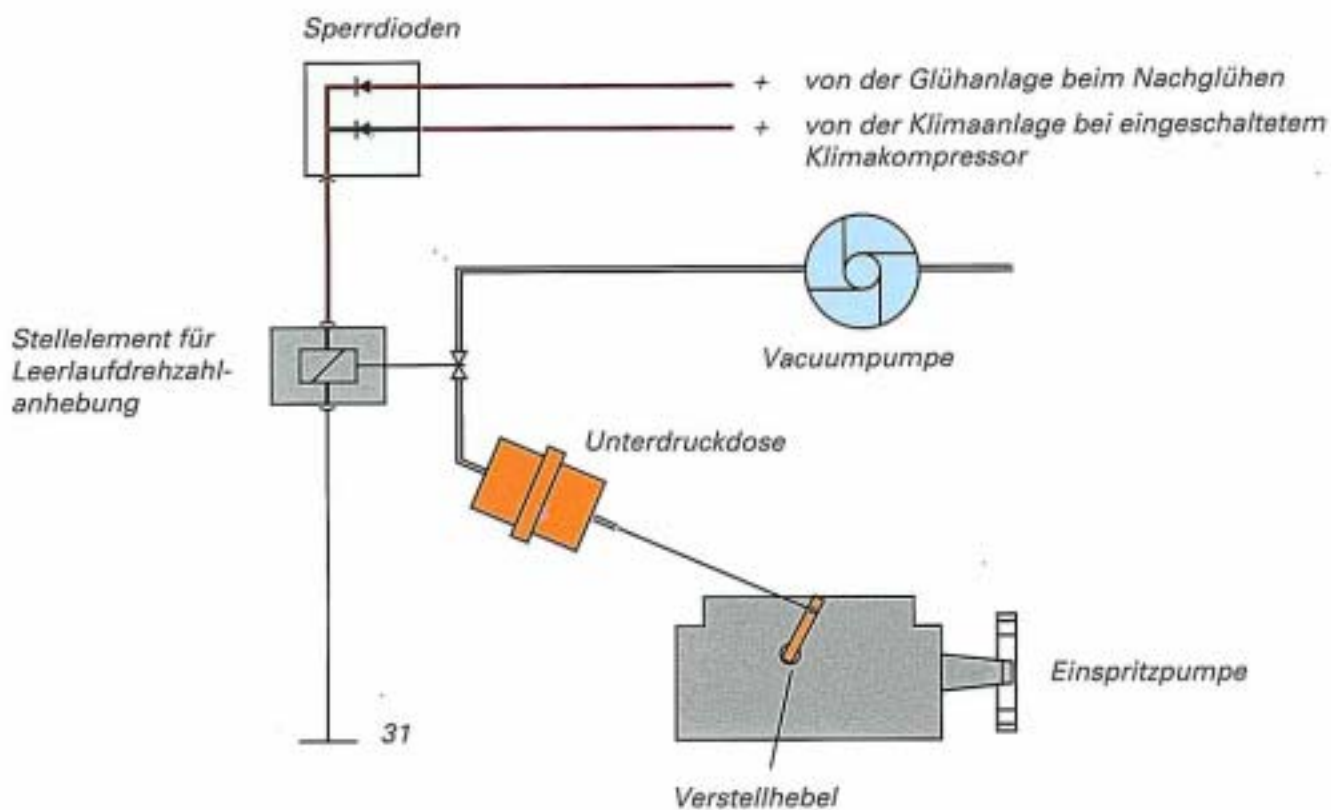 Sperrdioden
+ von der Glühanlage beim Nachglühen
+ von der Klimaanlage bei eingeschaltetem
Klimakompressor
Stellelement für
Leerlaufdrehzahl-
anhebung
Vacuumpumpe
Unterdruckdose
Einspritzpumpe
31
Verstellhebel